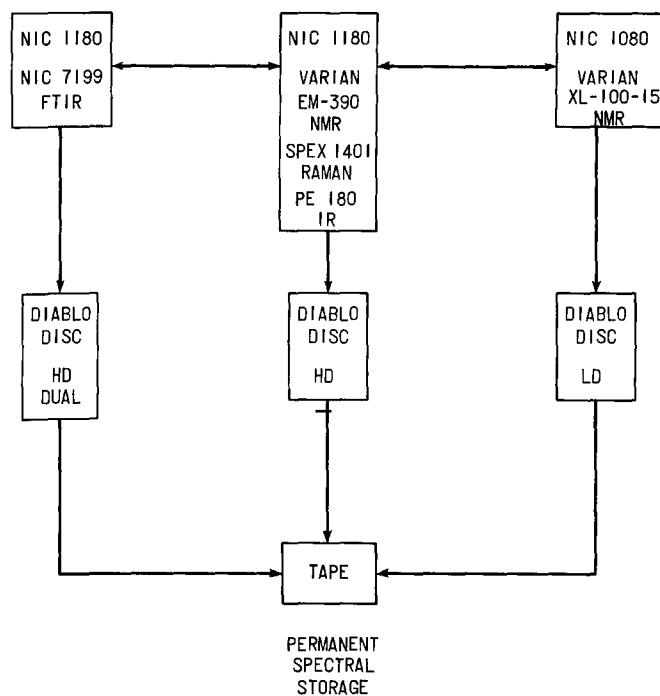 NIC 1180
NIC 7199
FTIR
NIC 1180
VARIAN
EM-390
NMR
SPEX 1401
RAMAN
PE 180
IR
NIC 1080
VARIAN
XL-100-15
NMR
DIABLO
DISC
HD
DUAL
DIABLO
DISC
HD
DIABLO
DISC
LD
TAPE
PERMANENT
SPECTRAL
STORAGE